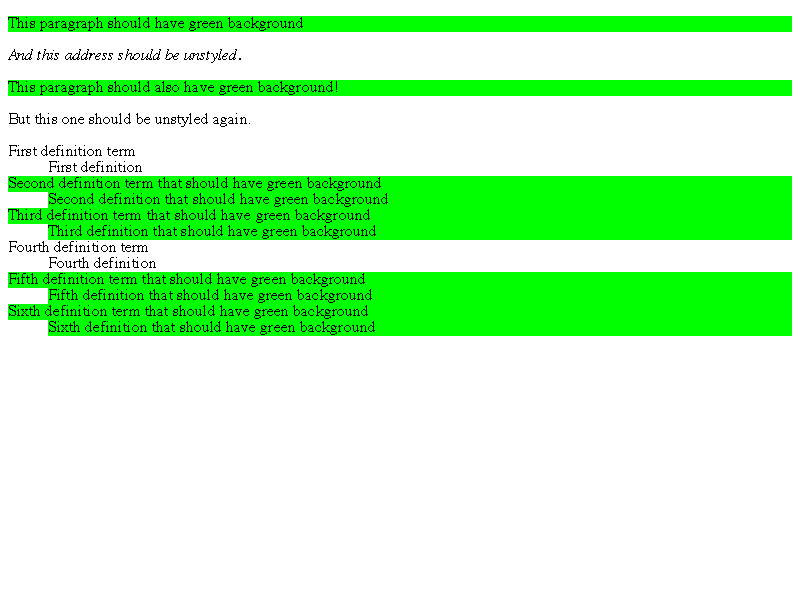 This paragraph should have green background
And this address should be unstyled.
This paragraph should also have green background!
But this one should be unstyled again.
First definition term
First definition
Second definition term that should have green background
Second definition that should have green background
Third definition term that should have green background
Third definition that should have green background
Fourth definition term
Fourth definition
Fifth definition term that should have green background
Fifth definition that should have green background
Sixth definition term that should have green background
Sixth definition that should have green background